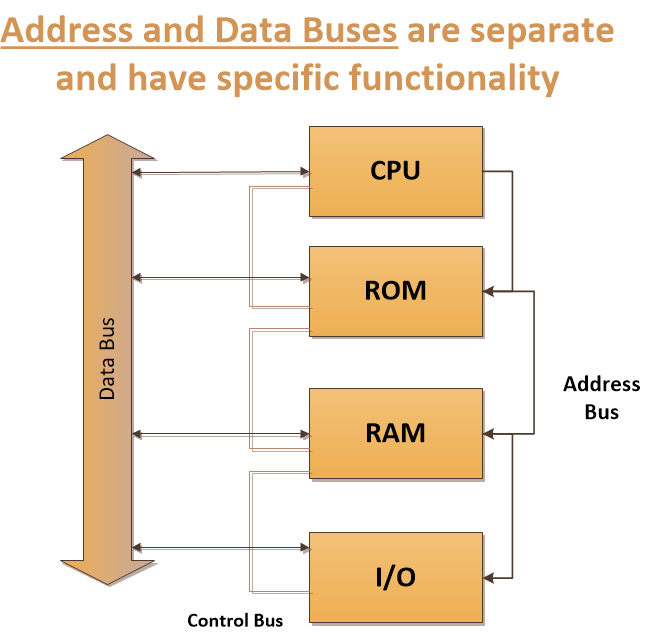 Address and Data Buses are separate
and have specific functionality
CPU
ROM
Data Bus
Address
Bus
RAM
I/O
Control Bus